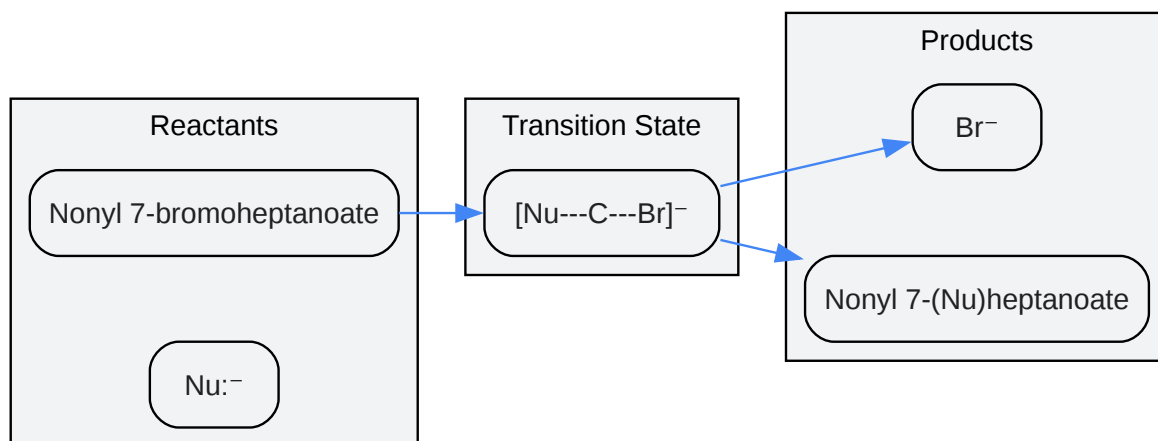 Reactants
Nonyl 7-bromoheptanoate
Nu:⁻
Transition State
[Nu---C---Br]⁻
Products
Br⁻
Nonyl 7-(Nu)heptanoate